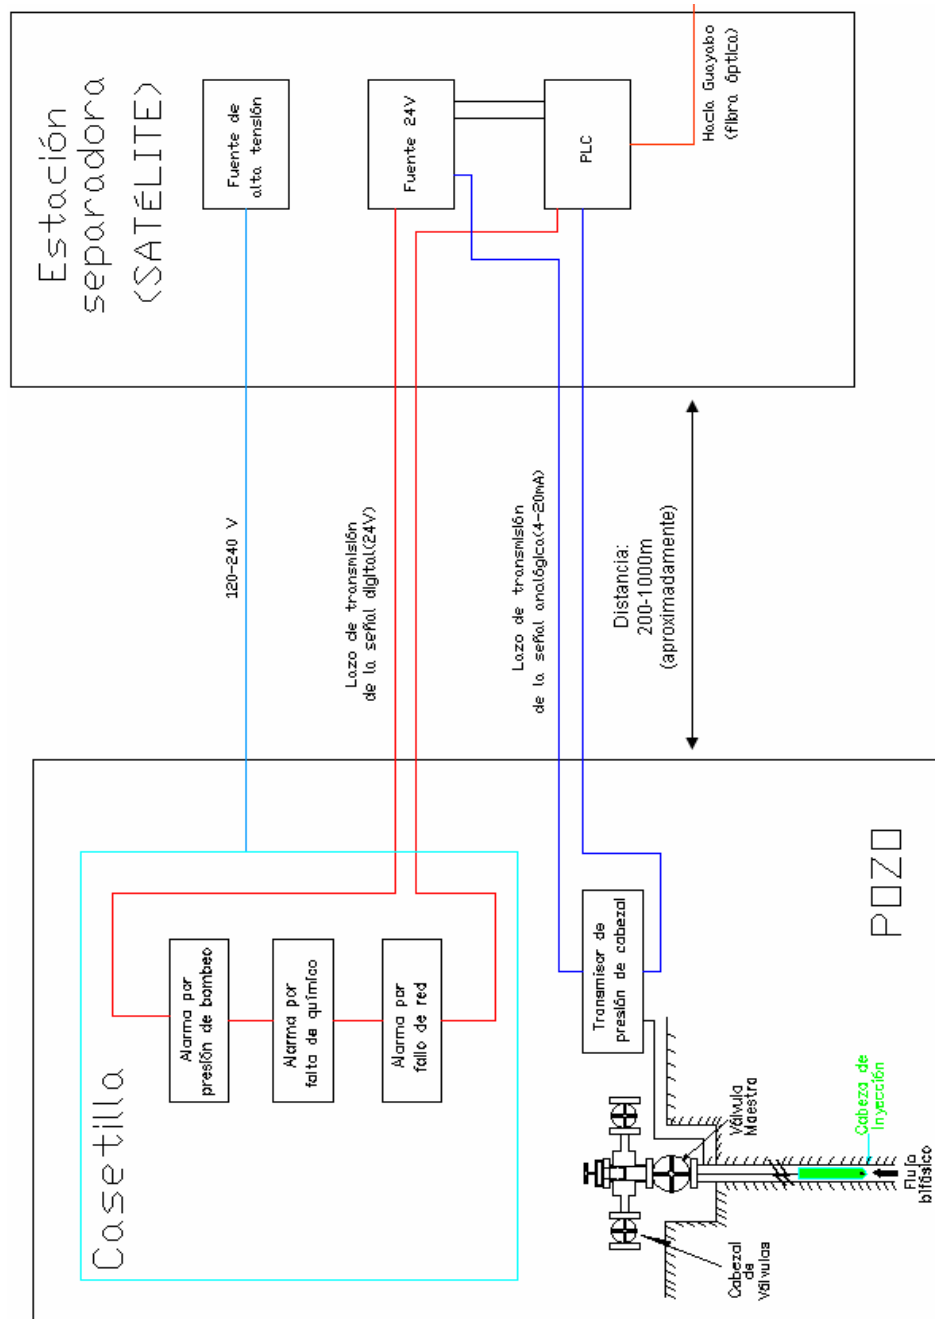 Estación
separadora
(SATÉLITE)
Fuente de
alta tensión
Fuente 24V
PLC
Hacia Guayabo
(fibra óptica)
120-240 V
Lazo de transmisión
de la señal digital(24V)
Lazo de transmisión
de la señal analógica(4-20mA)
Distancia:
200-1000m
(aproximadamente)
Casetilla
Alarma por
presión de bombeo
Alarma por
falta de químico
Alarma por
fallo de red
Transmisor de
presión de cabezal
POZO
Válvula
Maestra
Cabeza de
Inyección
Cabezal
de
Válvulas
Flujo
bifásico